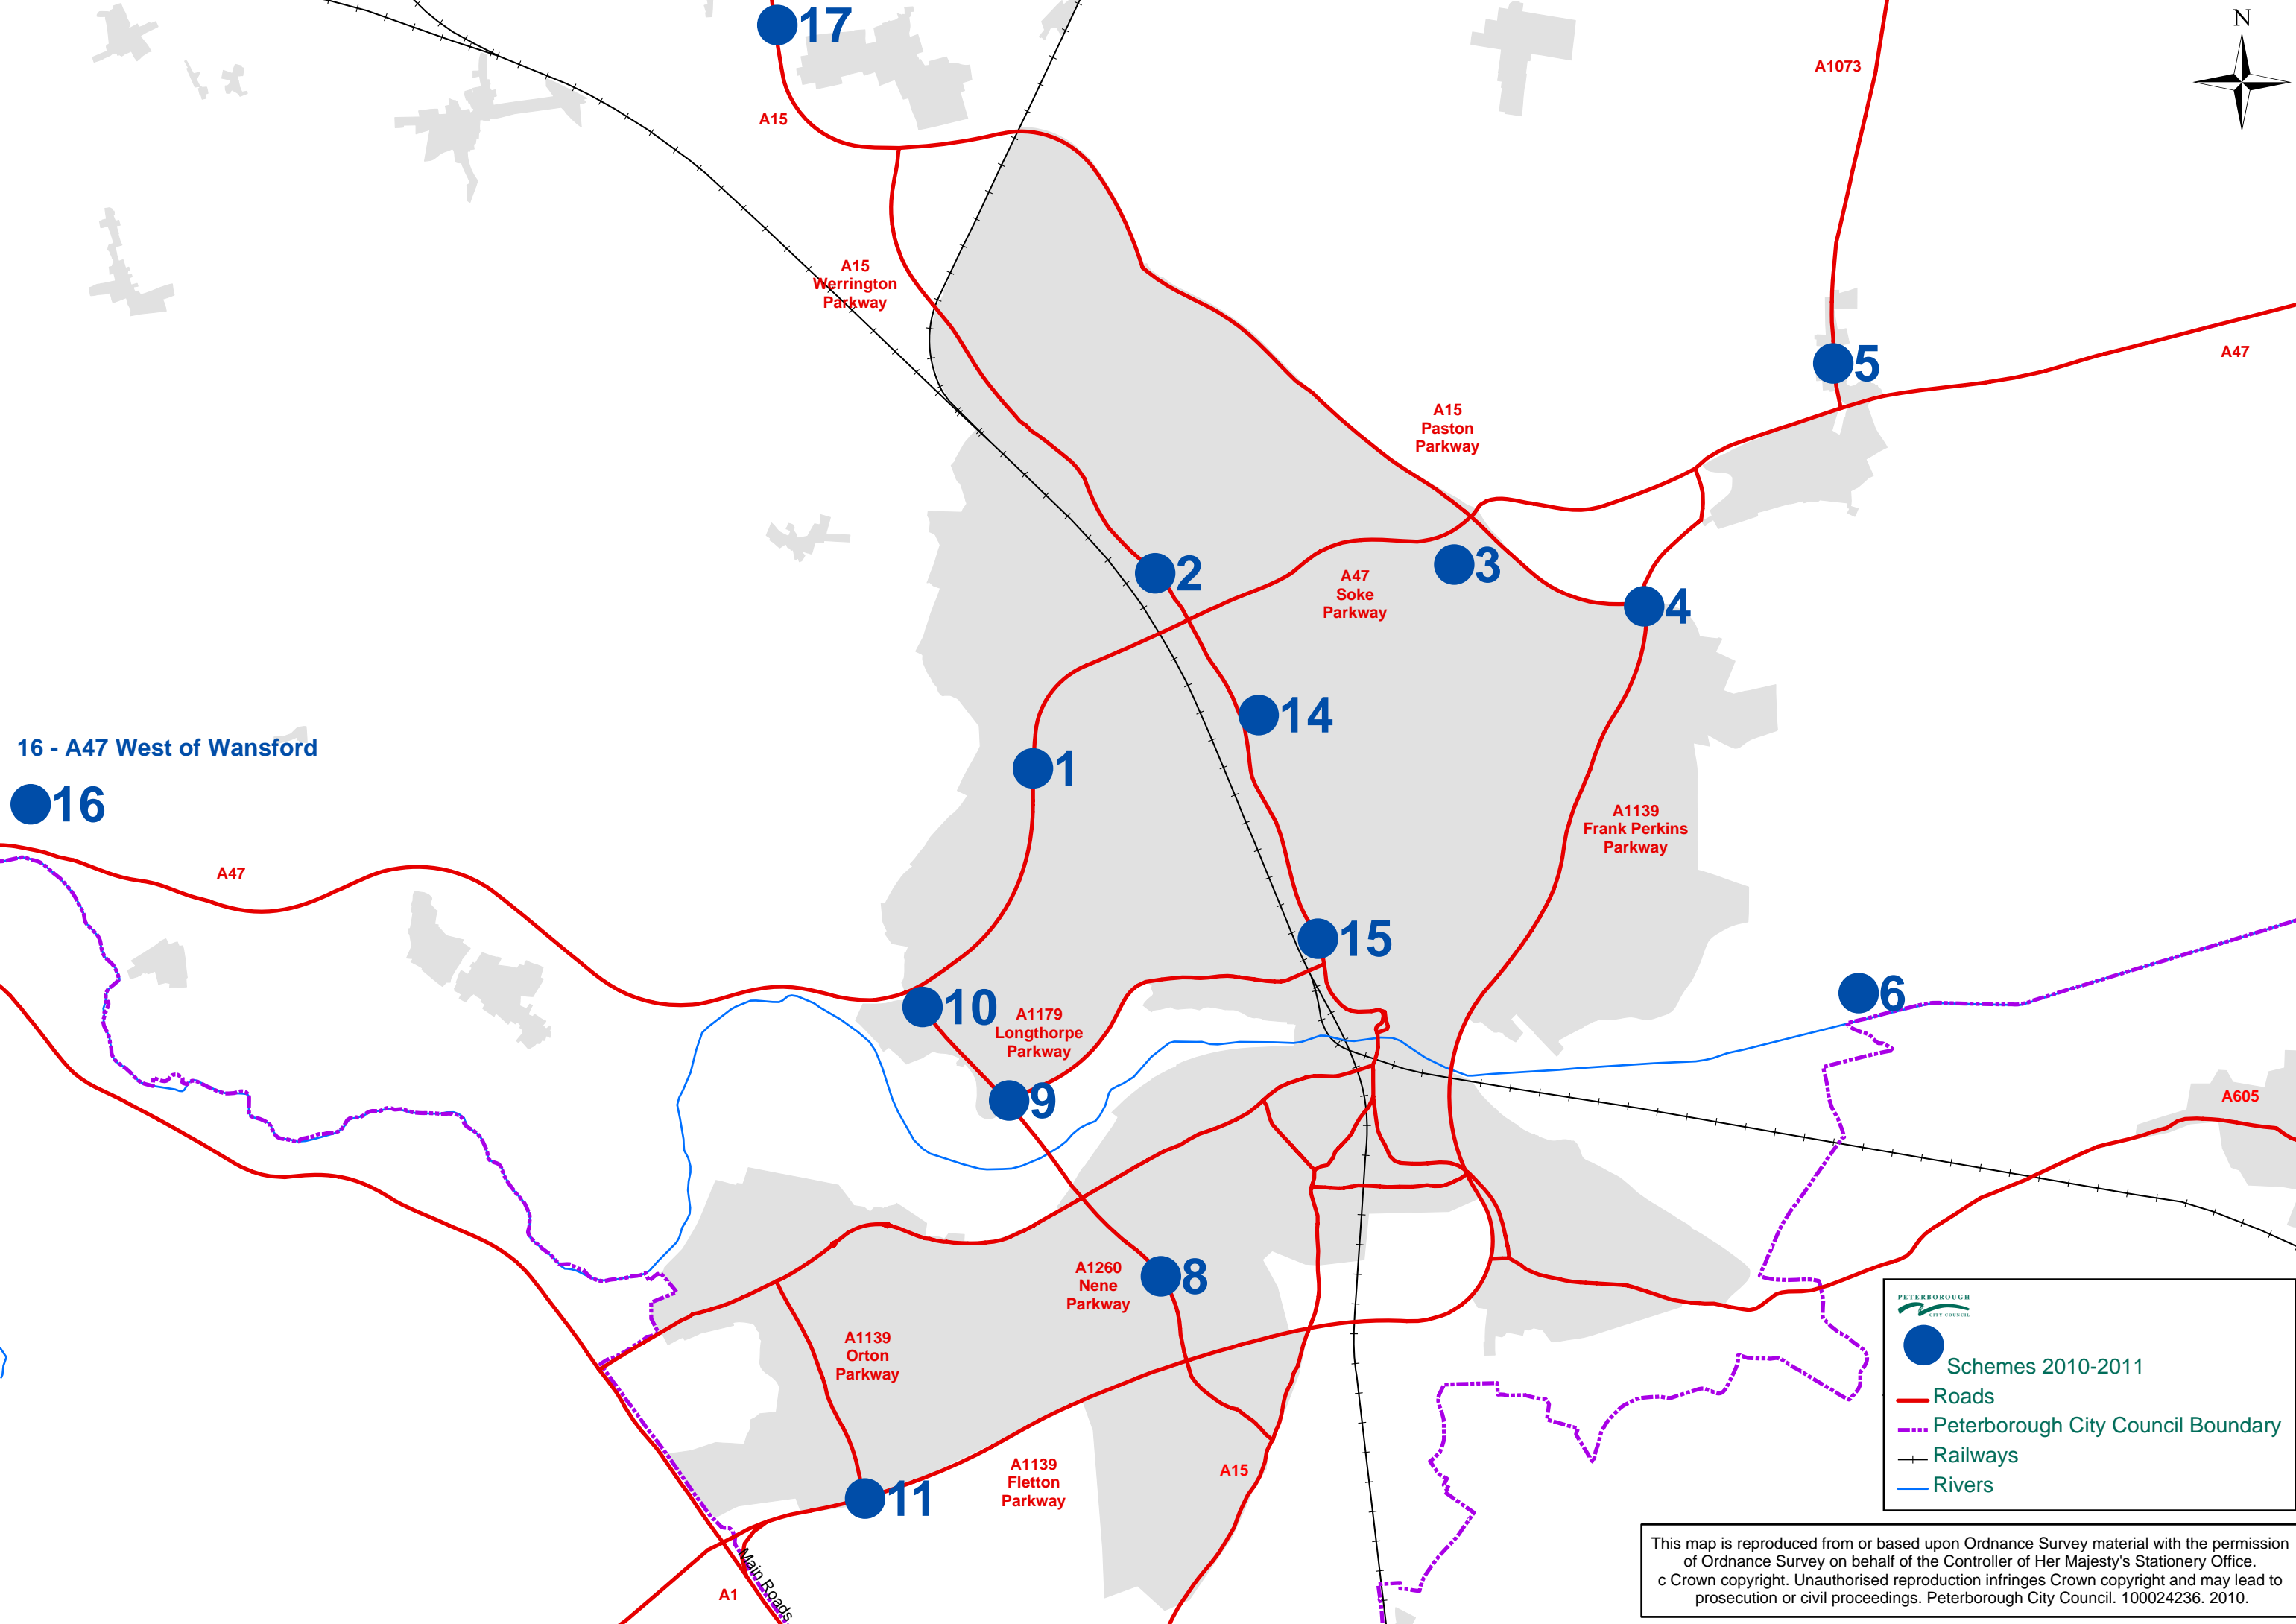 17
N
A1073
A15
A15
Werrington
Parkway
5
A47
A15
Paston
Parkway
2
3
A47
Soke
Parkway
4
14
16 - A47 West of Wansford
1
16
A1139
Frank Perkins
Parkway
A47
15
6
10
A1179
Longthorpe
Parkway
9
A605
A1260
Nene
Parkway
8
A1139
Orton
Parkway
A1139
Fletton
Parkway
A15
11
Main Roads
A1
PETERBOROUGH
CITY COUNCIL
Schemes 2010-2011
Roads
Peterborough City Council Boundary
Railways
Rivers
This map is reproduced from or based upon Ordnance Survey material with the permission
of Ordnance Survey on behalf of the Controller of Her Majesty's Stationery Office.
c Crown copyright. Unauthorised reproduction infringes Crown copyright and may lead to
prosecution or civil proceedings. Peterborough City Council. 100024236. 2010.